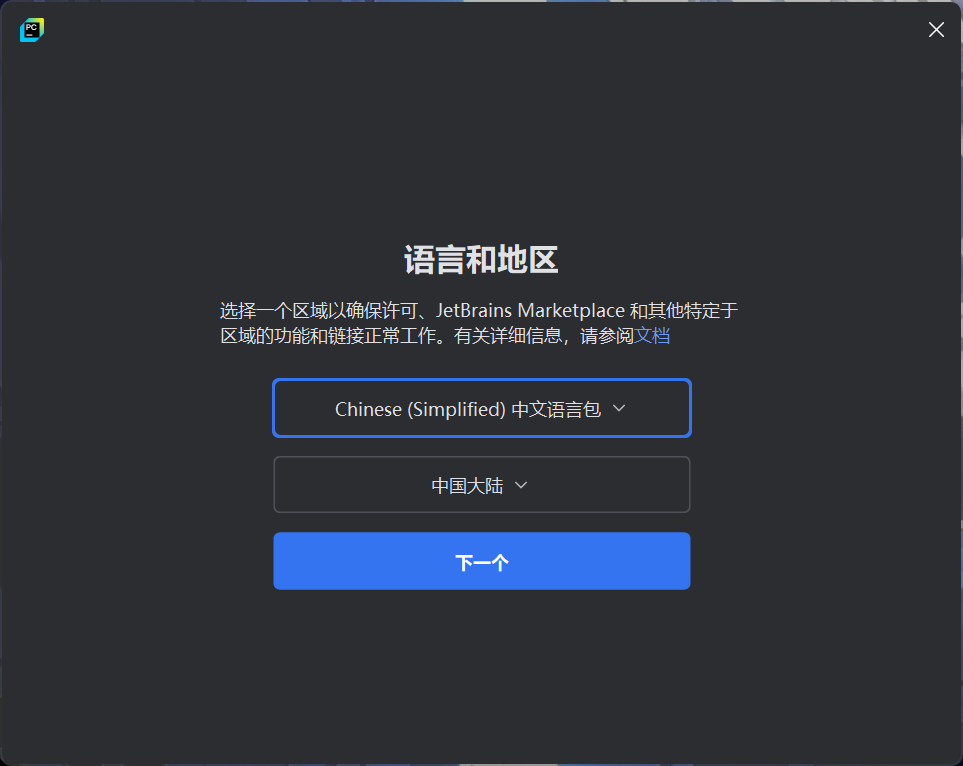 PC
语言和地区
选择一个区域以确保许可、JetBrains Marketplace 和其他特定于
区域的功能和链接正常工作。有关详细信息，请参阅文档
Chinese (Simplified) 中文语言包
中国大陆
下一个